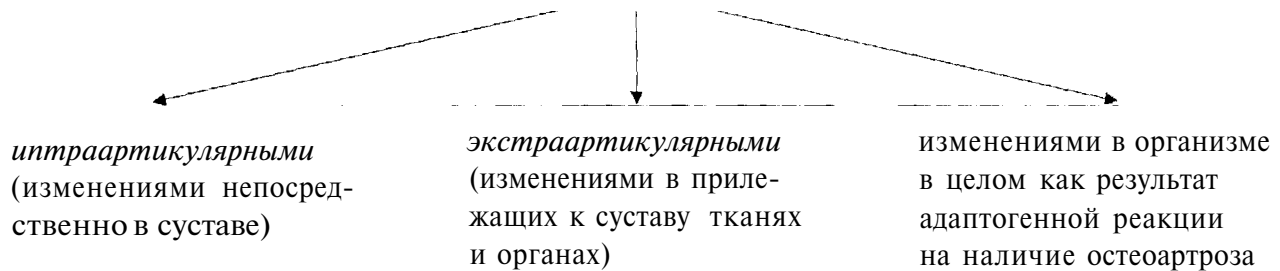 иптраартикулярными
(изменениями непосред-
ственно в суставе)
экстраартикулярными
(изменениями в приле-
жащих к суставу тканях
и органах)
изменениями в организме
в целом как результат
адаптогенной реакции
на наличие остеоартроза